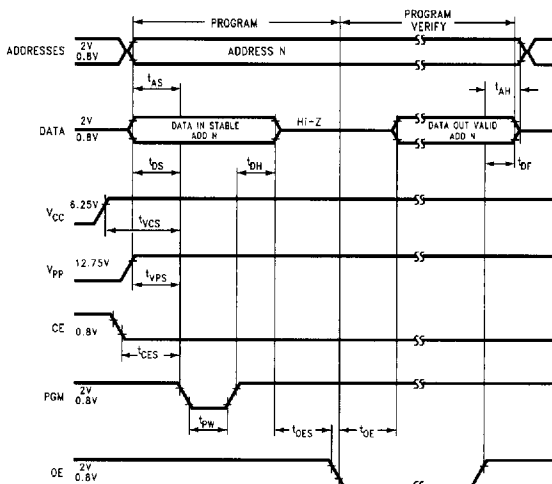 PROGRAM
PROGRAM VERIFY
ADDRESSES 2V 0.8V
ADDRESS N
tAS
tAH
DATA 2V 0.8V
DATA IN STABLE ADD N
Hi-Z
DATA OUT VALID ADD N
tDS
tDH
tDF
VCC 6.25V
tVCS
VPP 12.75V
tVPS
CE 0.8V
tCES
PGM 2V 0.8V
tPW
tOES
tOE
OE 2V 0.8V